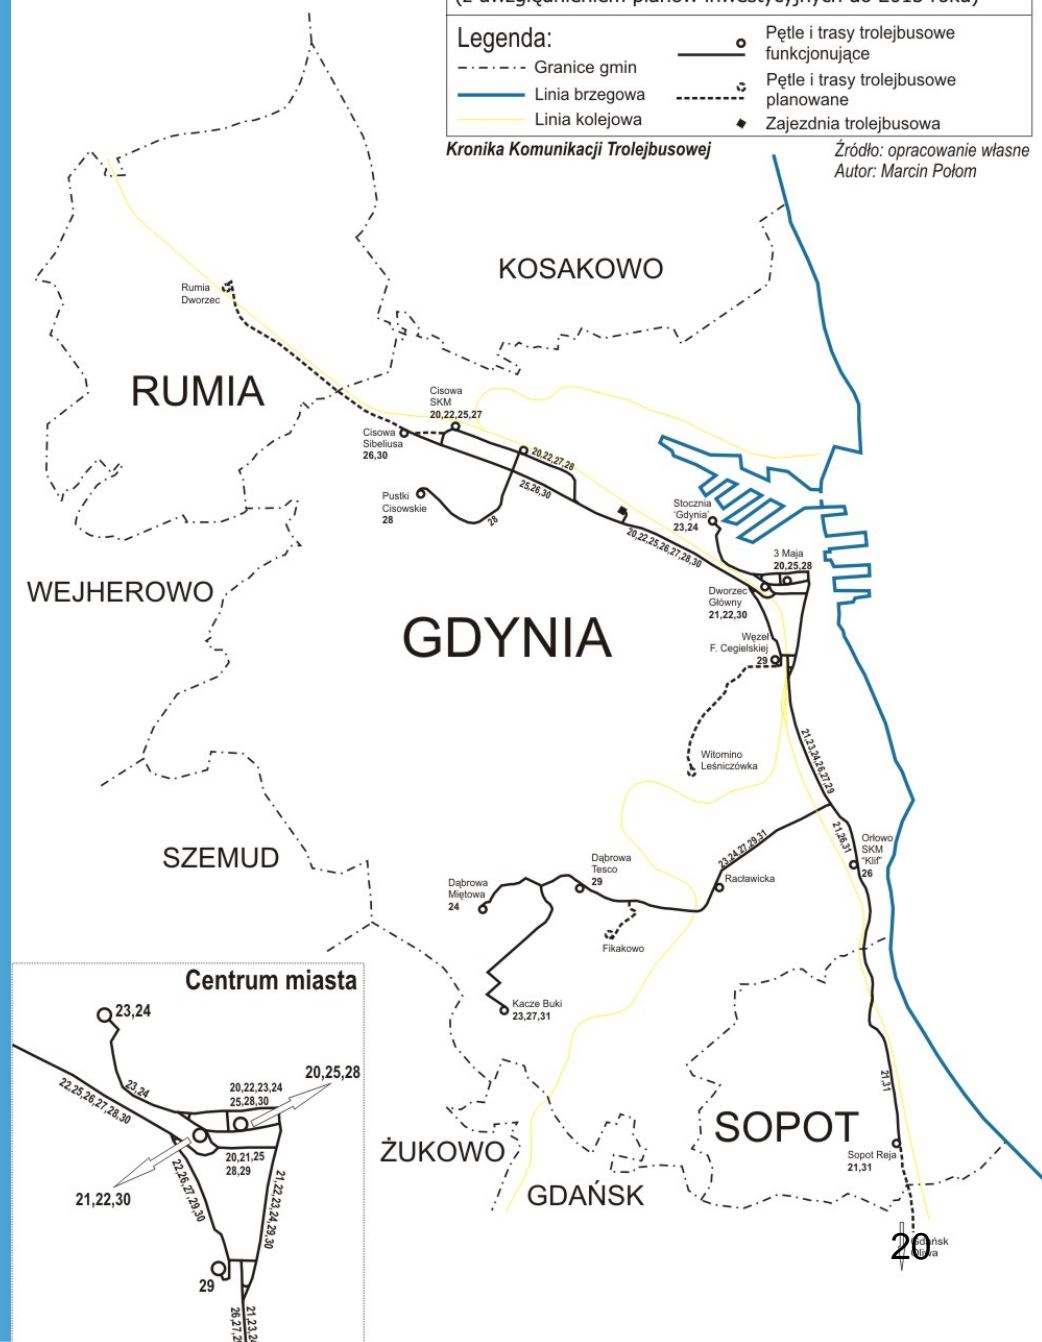 Legenda:
Granice gmin
Linia brzegowa
Linia kolejowa
Pętle i trasy trolejbusowe
funkcjonujące
Pętle i trasy trolejbusowe
planowane
Zajezdnia trolejbusowa
Kronika Komunikacji Trolejbusowej
Źródło: opracowanie własne
Autor: Marcin Połom
KOSAKOWO
Rumia
Dworzec
RUMIA
Cisowa
SKM
20,22,25,27
Cisowa
Sibeliusa
26,30
20,22,27,28
25,26,30
Pustki
Cisowskie
28
28
Stocznia
"Gdynia"
23,24
20,22,25,26,27,28,30
3 Maja
20,25,28
WEJHEROWO
Dworzec
Główny
21,22,30
GDYNIA
Węzeł
F. Cegielskiej
29
Witomino
Leśniczówka
21,23,24,26,27,29
SZEMUD
21,26,31
Orłowo
SKM
"Klif"
26
23,24,27,29,31
Dąbrowa
Tesco
29
Racławicka
Dąbrowa
Miętowa
24
Fikakowo
Kacze Buki
23,27,31
Centrum miasta
23,24
23,24
22,25,26,27,28,30
20,22,23,24
25,28,30
20,25,28
20,21,25
28,29
21,22,30
22,26,27,29,30
21,22,23,24,29,30
29
21,31
SOPOT
ŻUKOWO
GDAŃSK
Sopot Reja
21,31
Gdańsk
Oliwa
20